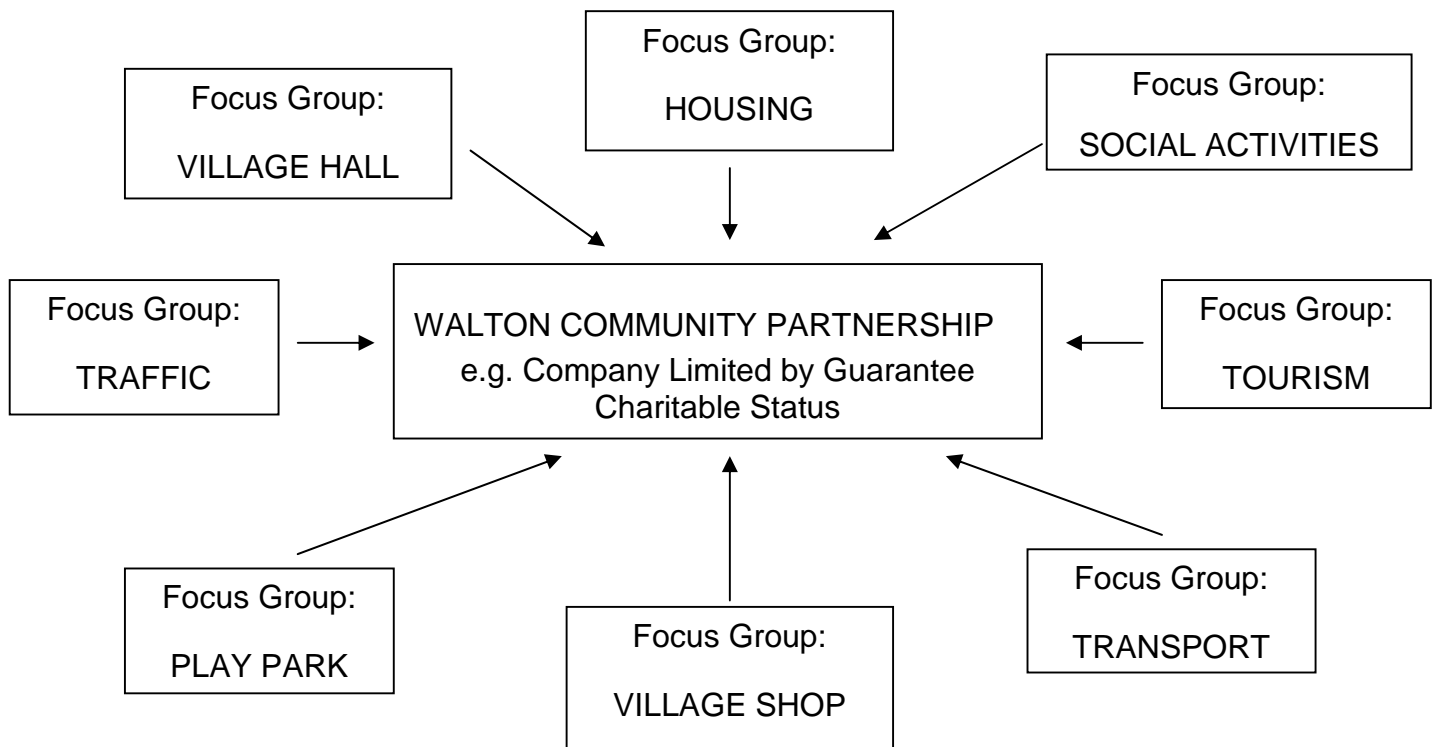 Focus Group:
HOUSING
Focus Group:
VILLAGE HALL
Focus Group:
SOCIAL ACTIVITIES
Focus Group:
TRAFFIC
WALTON COMMUNITY PARTNERSHIP
e.g. Company Limited by Guarantee
Charitable Status
Focus Group:
TOURISM
Focus Group:
PLAY PARK
Focus Group:
VILLAGE SHOP
Focus Group:
TRANSPORT